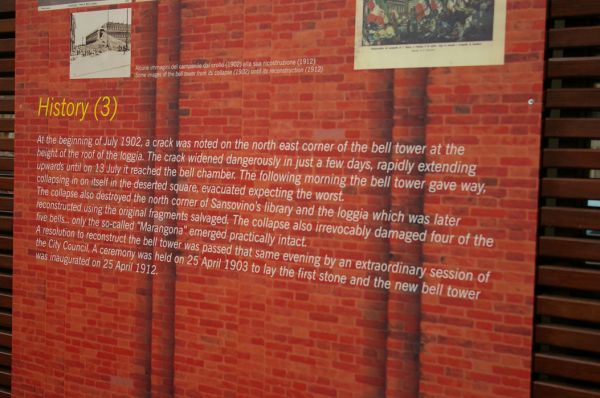 Alcune immagini del campanile dal crollo (1902) alla sua ricostruzione (1912)
Some images of the bell tower from its collapse (1902) until its reconstruction (1912)
History (3)
At the beginning of July 1902, a crack was noted on the north east corner of the bell tower at the
height of the roof of the loggia. The crack widened dangerously in just a few days, rapidly extending
upwards until on 13 July it reached the bell chamber. The following morning the bell tower gave way,
collapsing in on itself in the deserted square, evacuated expecting the worst.
The collapse also destroyed the north corner of Sansovino's library and the loggia which was later
reconstructed using the original fragments salvaged. The collapse also irrevocably damaged four of the
five bells... only the so-called "Marangona" emerged practically intact.
A resolution to reconstruct the bell tower was passed that same evening by an extraordinary session of
the City Council. A ceremony was held on 25 April 1903 to lay the first stone and the new bell tower
was inaugurated on 25 April 1912.